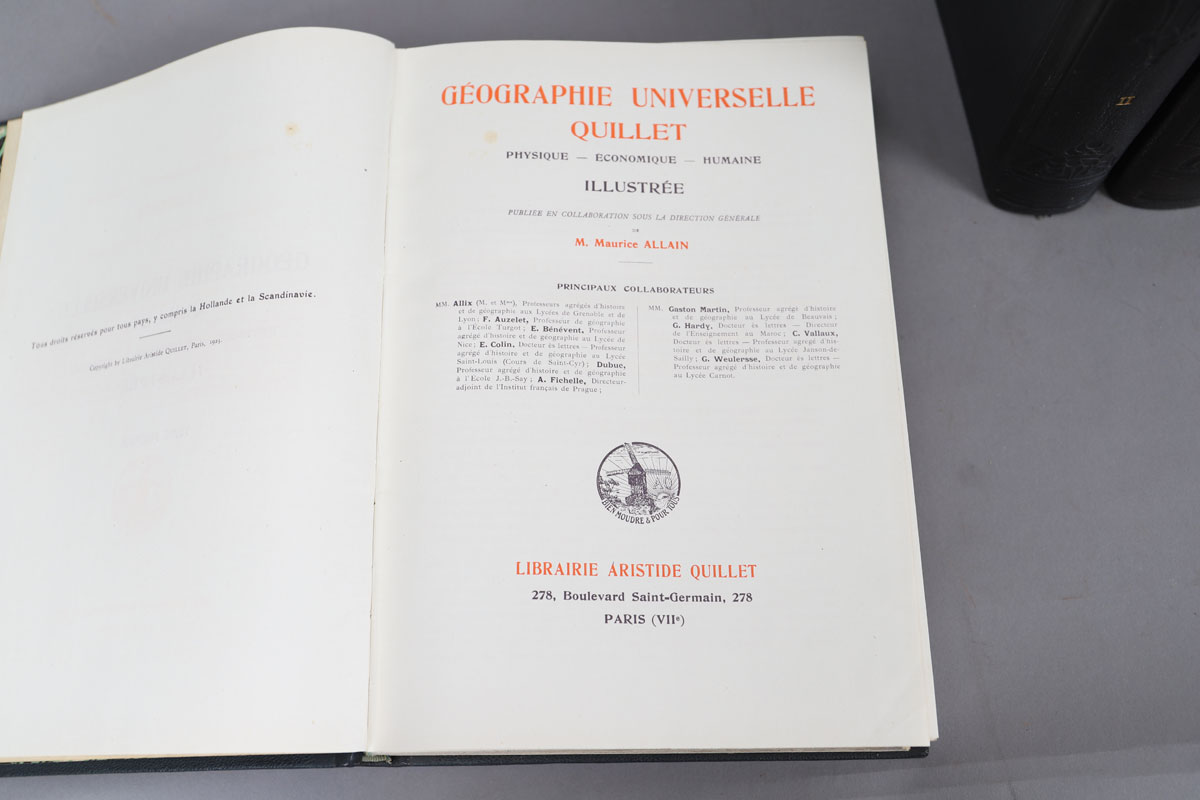 Tous droits réservés pour tous pays, y compris la Hollande et la Scandinavie.
Copyright by Librairie Aristide QUILLET, Paris,
GÉOGRAPHIE UNIVERSELLE
QUILLET
PHYSIQUE — ÉCONOMIQUE — HUMAINE
ILLUSTRÉE
PUBLIÉE EN COLLABORATION SOUS LA DIRECTION GÉNÉRALE
DE
M. Maurice ALLAIN
PRINCIPAUX COLLABORATEURS
MM. Allix (M. et Mme), Professeurs agrégés d'histoire
et de géographie aux Lycées de Grenoble et de
Lyon; F. Auzelet, Professeur de géographie
à l'École Turgot; E. Bénévent, Professeur
agrégé d'histoire et de géographie au Lycée de
Nice; E. Colin, Docteur ès lettres — Professeur
agrégé d'histoire et de géographie au Lycée
Saint-Louis (Cours de Saint-Cyr); Dubuc,
Professeur agrégé d'histoire et de géographie
à l'École J.-B.-Say; A. Fichelle, Directeur-
adjoint de l'Institut français de Prague;
MM. Gaston Martin, Professeur agrégé d'histoire
et de géographie au Lycée de Beauvais;
G. Hardy, Docteur ès lettres — Directeur
de l'Enseignement au Maroc; C. Vallaux,
Docteur ès lettres — Professeur agrégé d'his-
toire et de géographie au Lycée Janson-de-
Sailly; G. Weulersse, Docteur ès lettres —
Professeur agrégé d'histoire et de géographie
au Lycée Carnot.
AQ
BIEN MOUDRE & POUR TOUS
LIBRAIRIE ARISTIDE QUILLET
278, Boulevard Saint-Germain, 278
PARIS (VIIe)
II